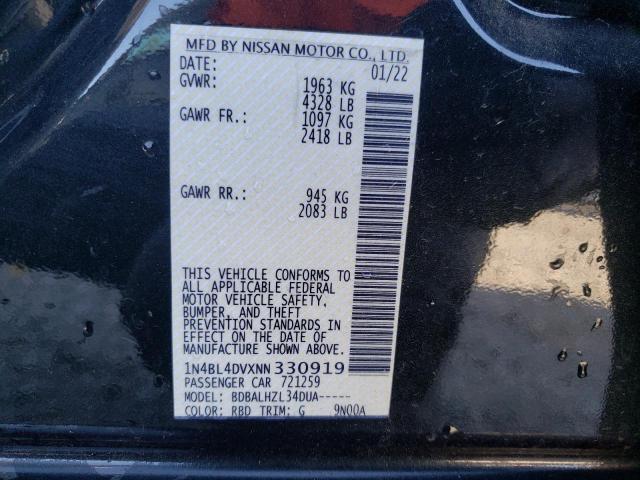 MFD BY NISSAN MOTOR CO., LTD.
DATE: 01/22
GVWR: 1963 KG
4328 LB
GAWR FR.: 1097 KG
2418 LB
GAWR RR.: 945 KG
2083 LB
THIS VEHICLE CONFORMS TO
ALL APPLICABLE FEDERAL
MOTOR VEHICLE SAFETY,
BUMPER, AND THEFT
PREVENTION STANDARDS IN
EFFECT ON THE DATE OF
MANUFACTURE SHOWN ABOVE.
1N4BL4DVXNN330919
PASSENGER CAR 721259
MODEL: BDBALHZL34DUA-----
COLOR: RBD TRIM: G 9N00A